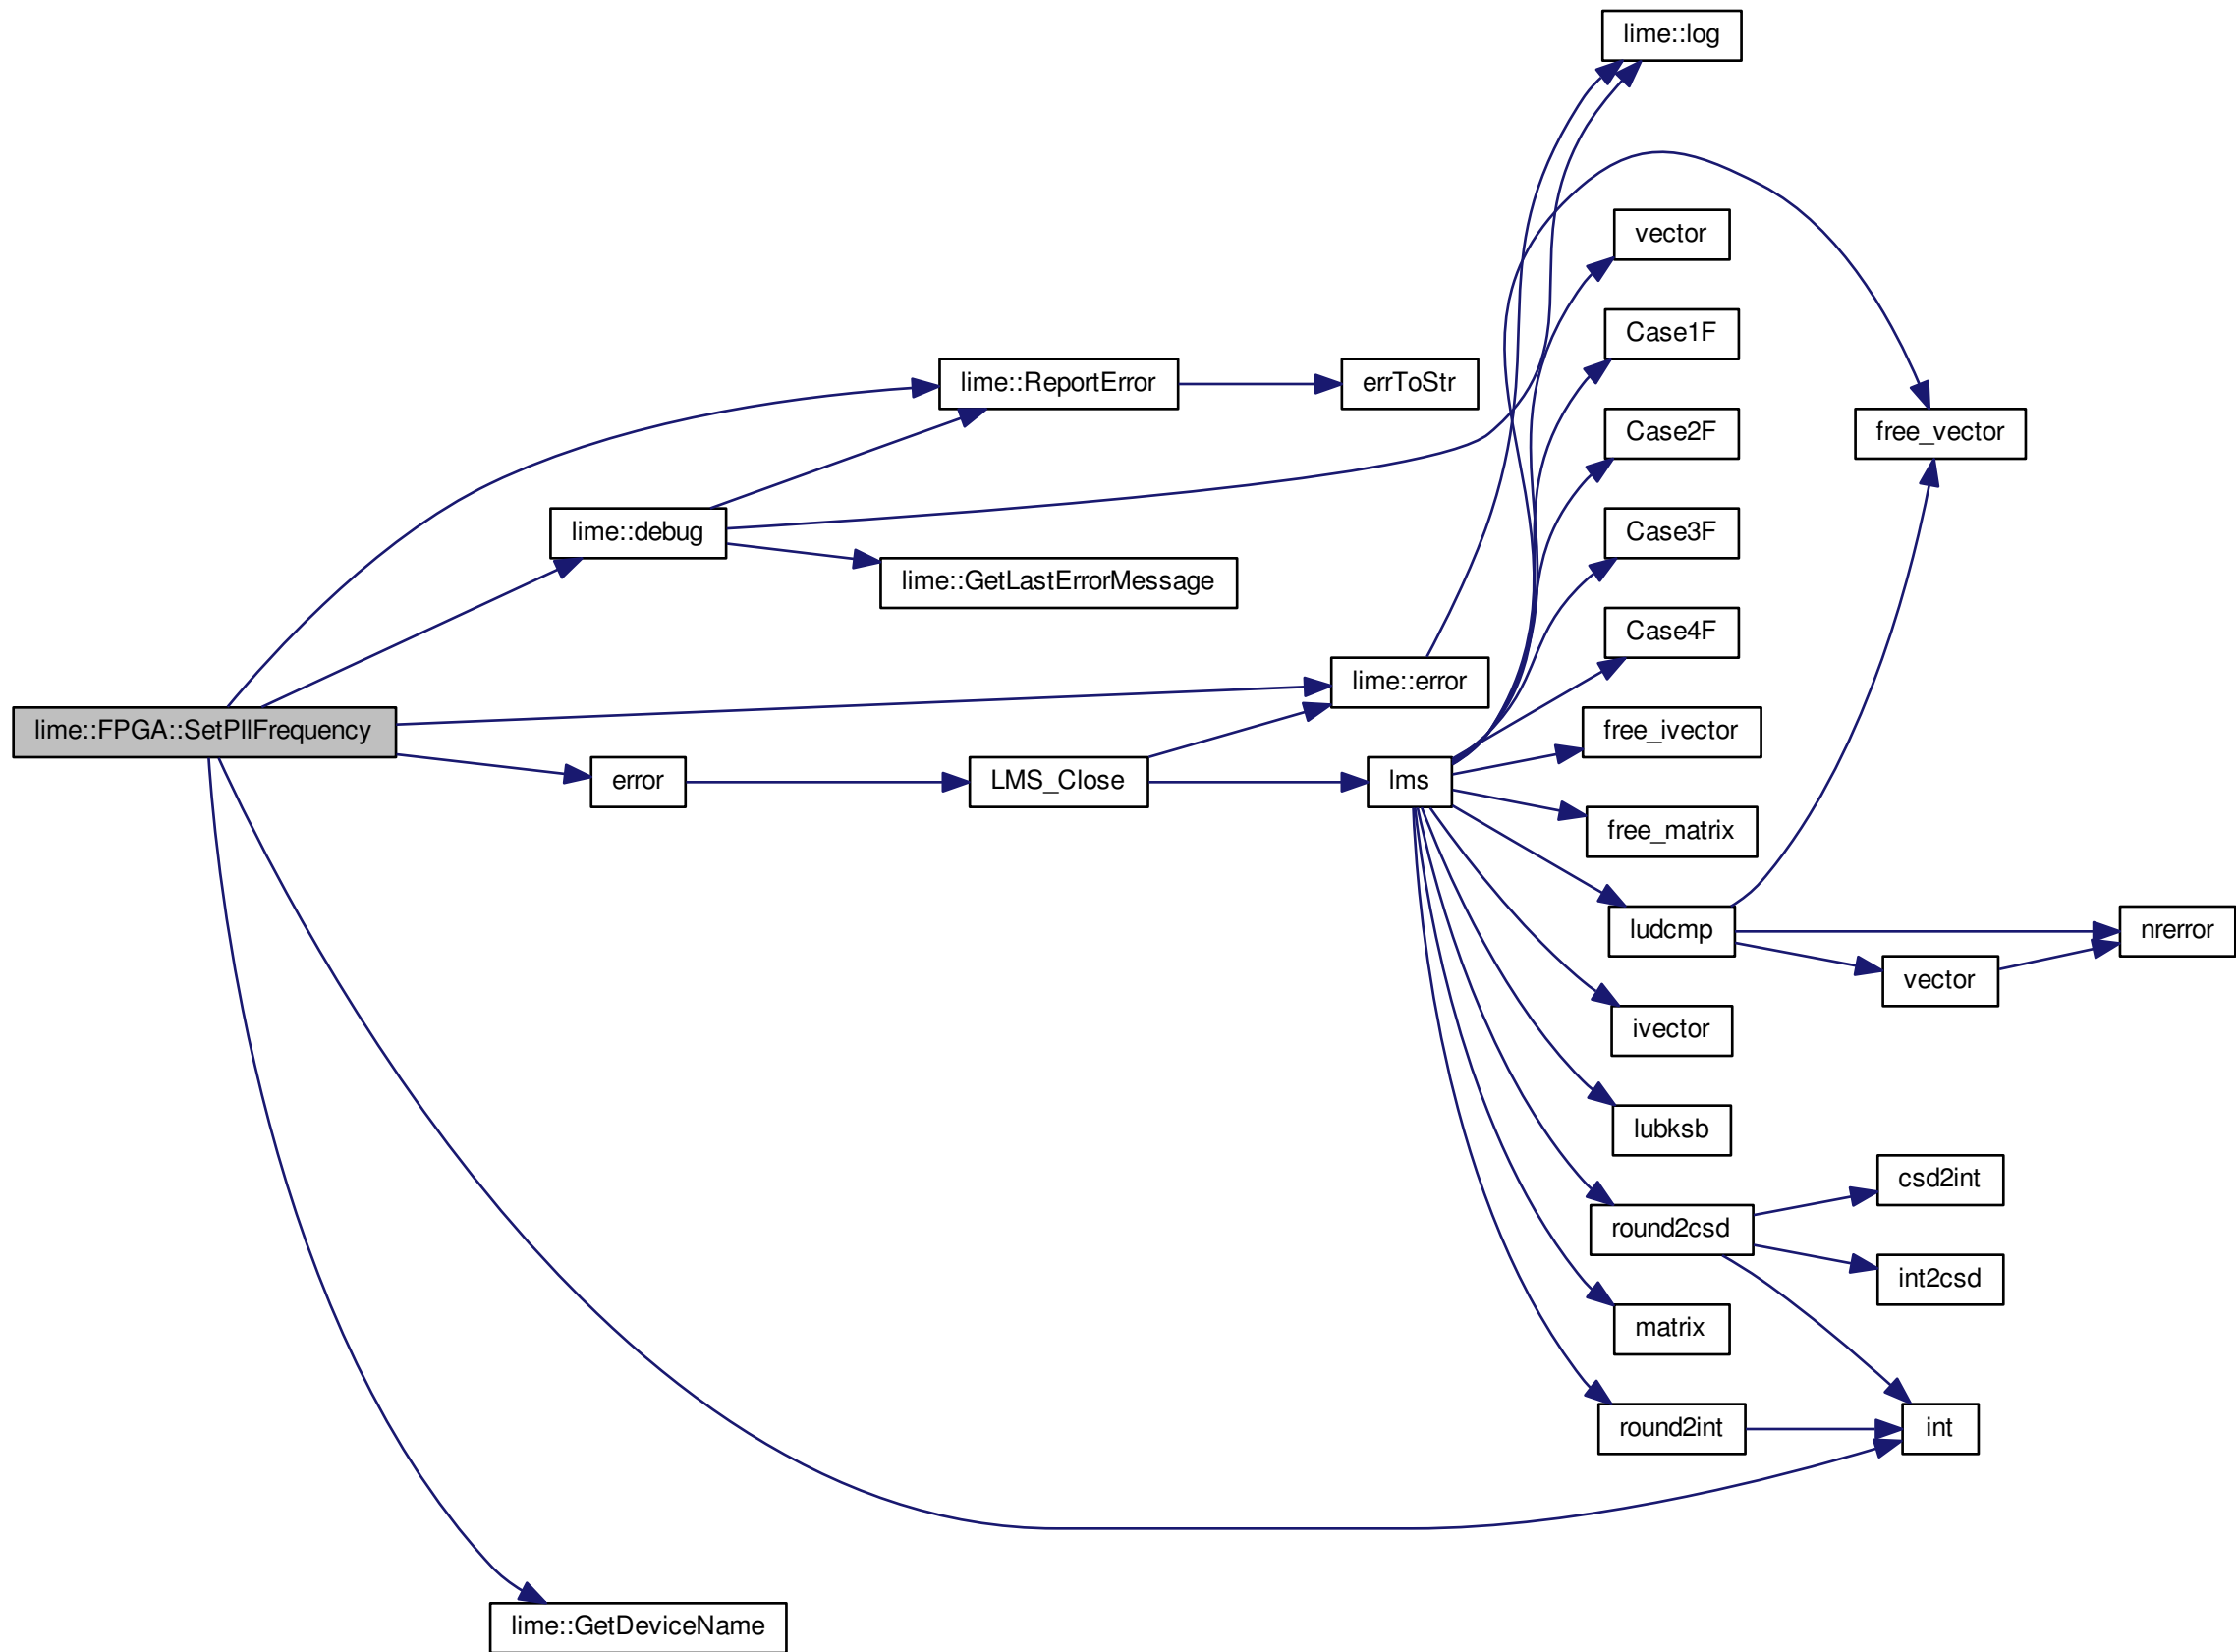 lime::log
vector
Case1F
lime::ReportError
errToStr
Case2F
free_vector
lime::debug
Case3F
lime::GetLastErrorMessage
Case4F
lime::error
lime::FPGA::SetPllFrequency
free_ivector
error
LMS_Close
lms
free_matrix
ludcmp
nrerror
vector
ivector
lubksb
csd2int
round2csd
int2csd
matrix
round2int
int
lime::GetDeviceName